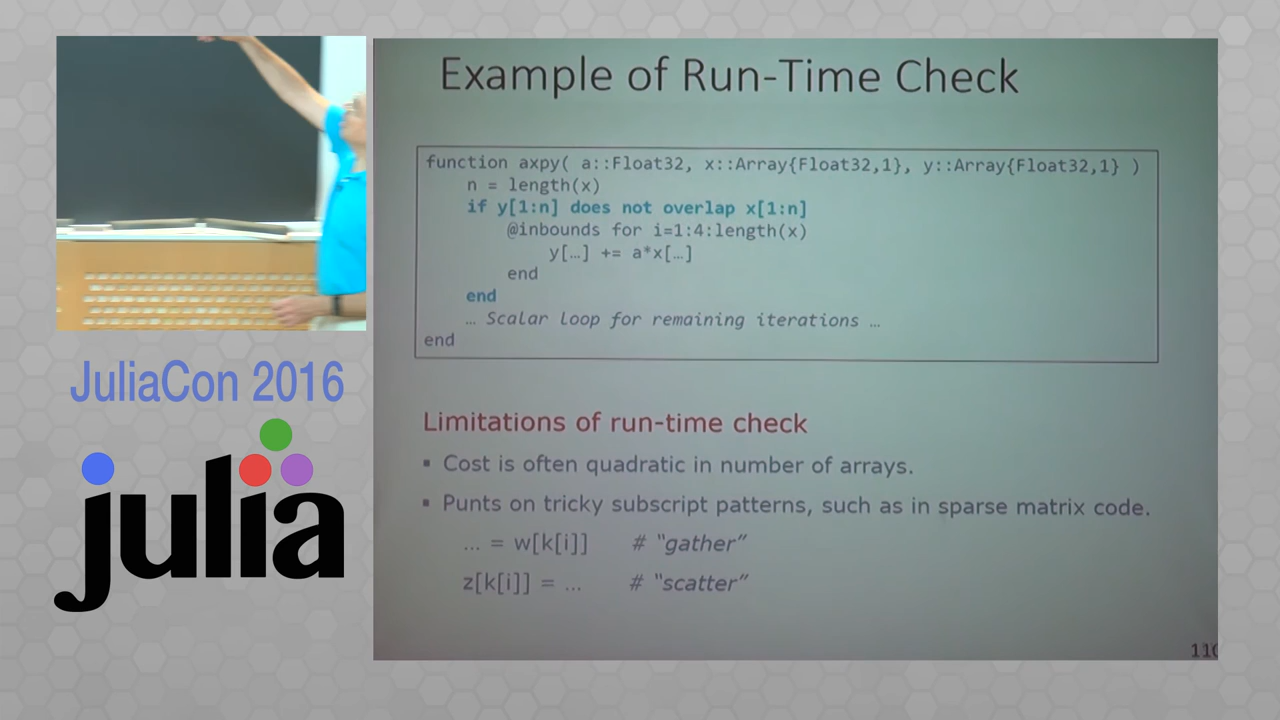 Example of Run-Time Check
function axpy( a::Float32, x::Array{Float32,1}, y::Array{Float32,1} )
n = length(x)
if y[1:n] does not overlap x[1:n]
@inbounds for i=1:4:length(x)
y[…] += a*x[…]
end
end
… Scalar loop for remaining iterations …
end
Limitations of run-time check
▪ Cost is often quadratic in number of arrays.
▪ Punts on tricky subscript patterns, such as in sparse matrix code.
… = w[k[i]] # “gather”
z[k[i]] = … # “scatter”
JuliaCon 2016
julia